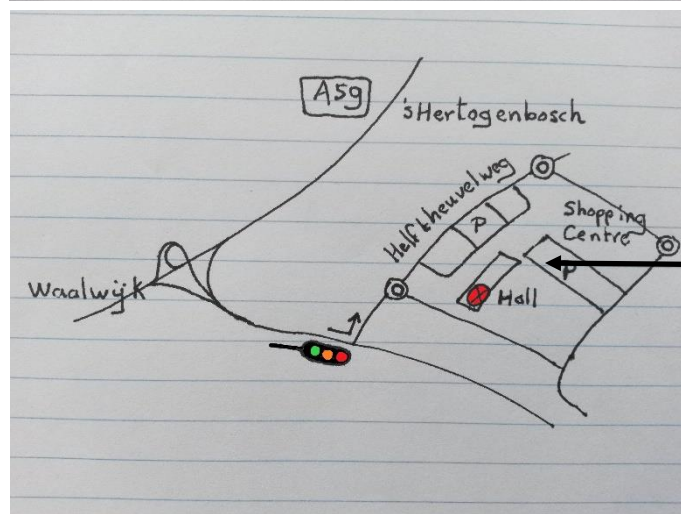 A59
'sHertogenbosch
Helftheuvelweg
P
Shopping
Centre
P
Waalwijk
Hall